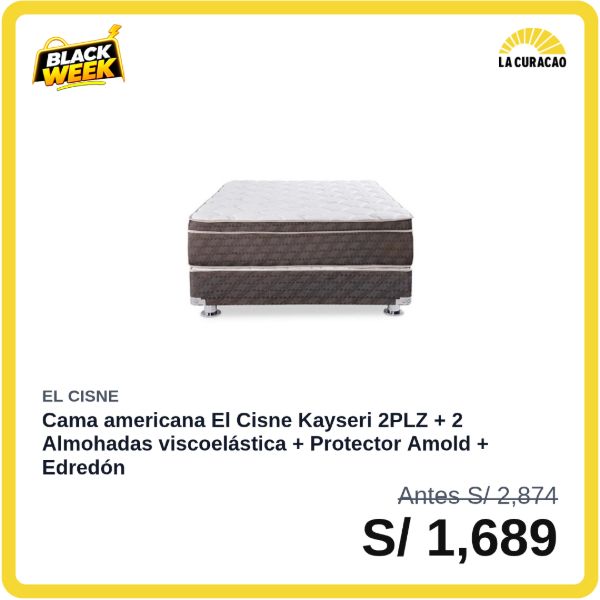 BLACK
WEEK
LA CURACAO
EL CISNE
Cama americana El Cisne Kayseri 2PLZ + 2
Almohadas viscoelástica + Protector Amold +
Edredón
Antes S/ 2,874
S/ 1,689